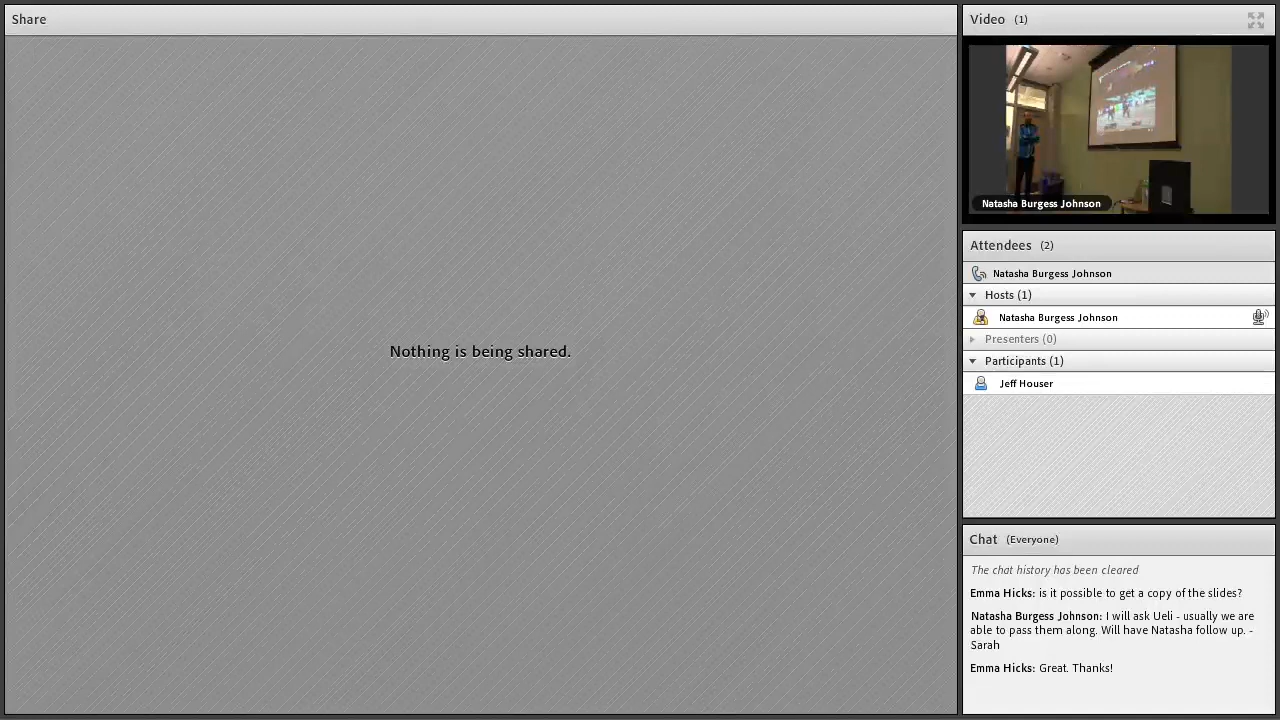 Share
Nothing is being shared.
Video (1)
Natasha Burgess Johnson
Attendees (2)
Natasha Burgess Johnson
Hosts (1)
Natasha Burgess Johnson
Presenters (0)
Participants (1)
Jeff Houser
Chat (Everyone)
The chat history has been cleared
Emma Hicks: is it possible to get a copy of the slides?
Natasha Burgess Johnson: I will ask Ueli - usually we are
able to pass them along. Will have Natasha follow up. -
Sarah
Emma Hicks: Great. Thanks!